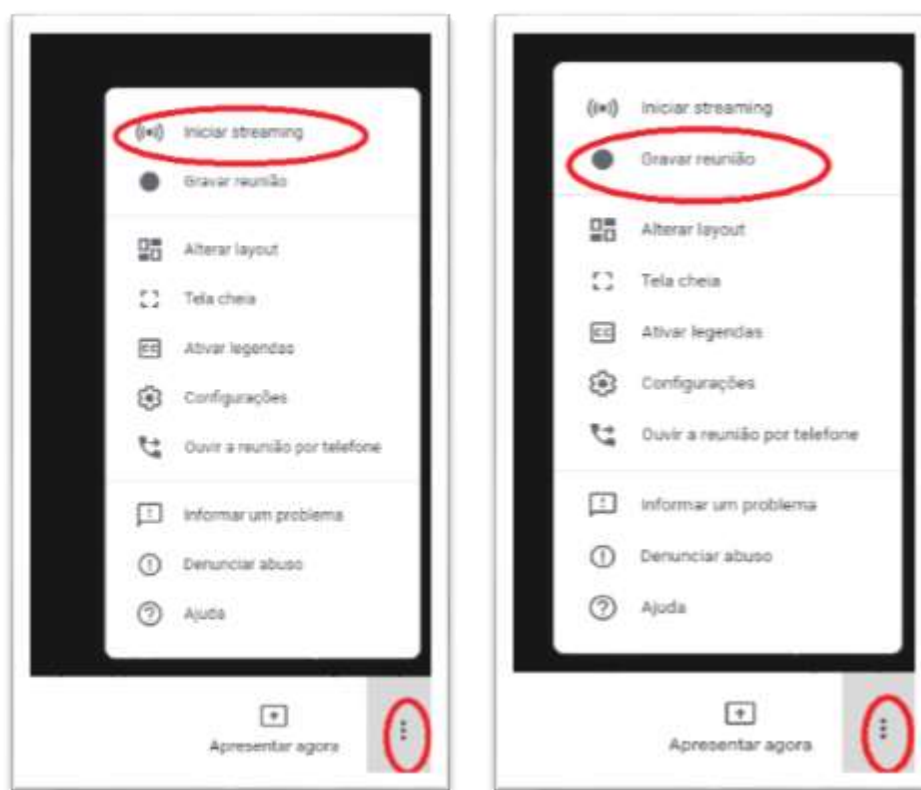 Iniciar streaming
Gravar reunião
Alterar layout
Tela cheia
Ativar legendas
Configurações
Ouvir a reunião por telefone
Informar um problema
Denunciar abuso
Ajuda
Apresentar agora
Iniciar streaming
Gravar reunião
Alterar layout
Tela cheia
Ativar legendas
Configurações
Ouvir a reunião por telefone
Informar um problema
Denunciar abuso
Ajuda
Apresentar agora